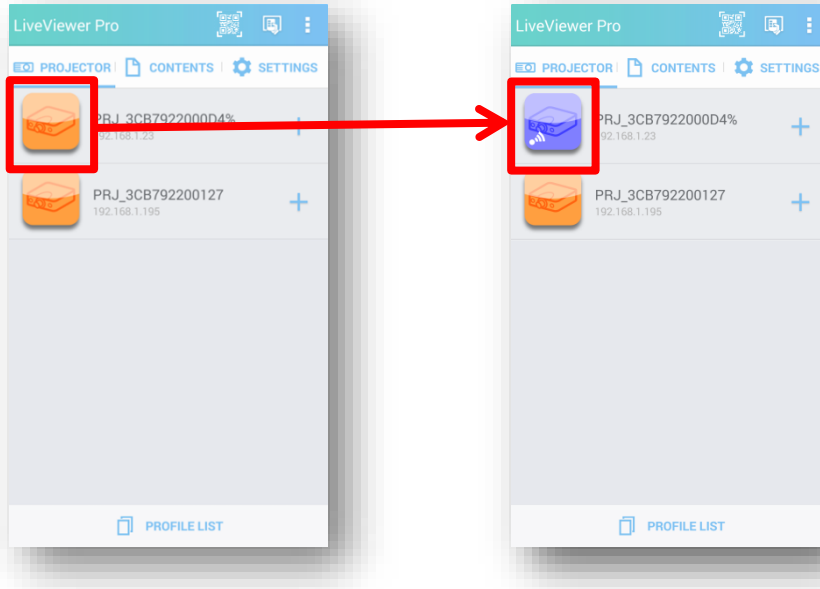 LiveViewer Pro
PROJECTOR
CONTENTS
SETTINGS
PRJ_3CB7922000D4%
192.168.1.23
PRJ_3CB792200127
192.168.1.195
PROFILE LIST
LiveViewer Pro
PROJECTOR
CONTENTS
SETTINGS
PRJ_3CB7922000D4%
192.168.1.23
PRJ_3CB792200127
192.168.1.195
PROFILE LIST